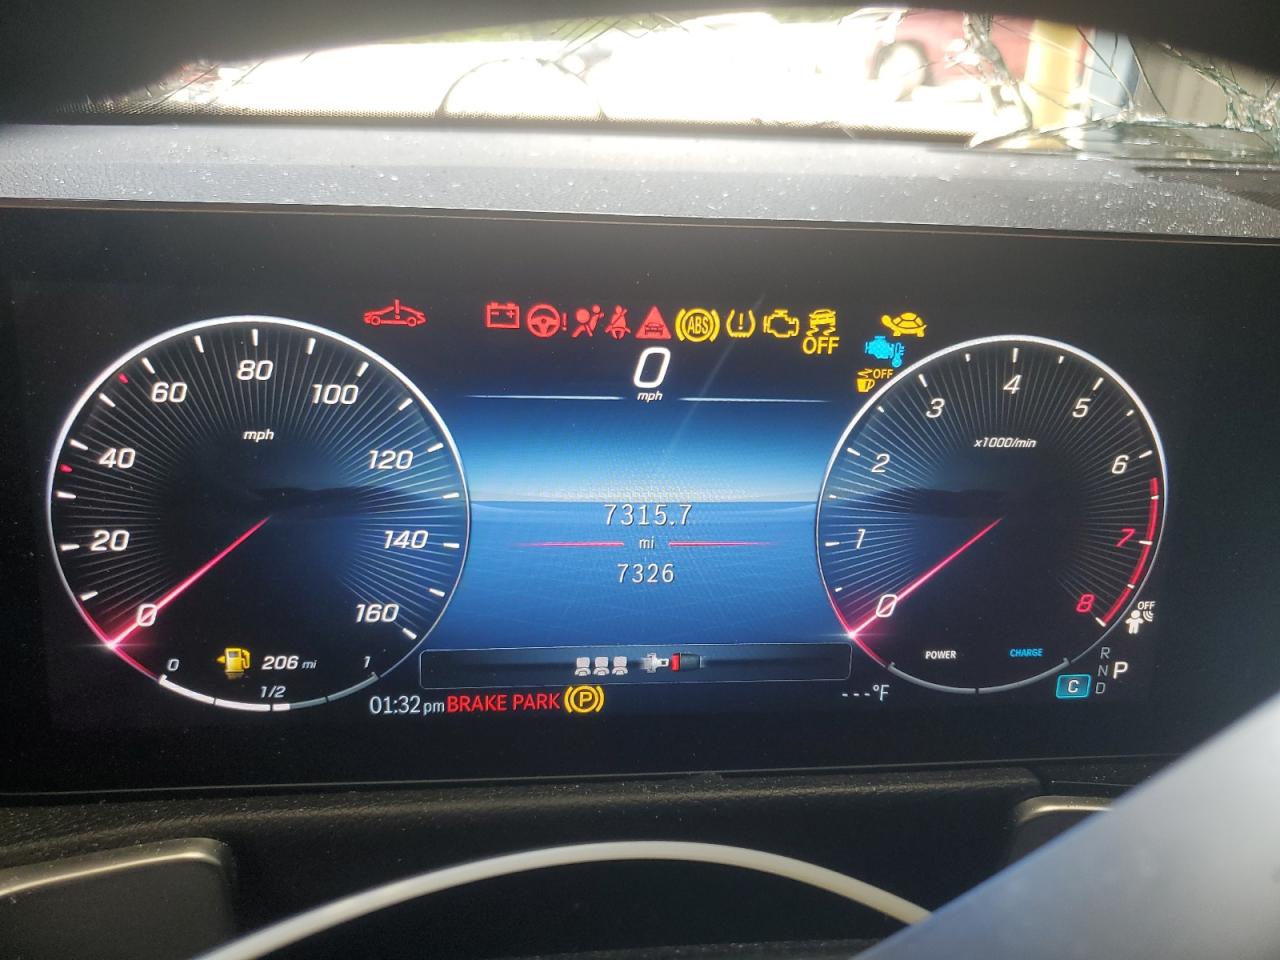 ABS
OFF
OFF
0
mph
20
40
60
80
100
120
140
160
0
mph
7315.7
mi
7326
0
1
2
3
4
5
6
7
8
x1000/min
0
206 mi
1
1/2
01:32 pm BRAKE PARK P
---°F
POWER
CHARGE
OFF
R
N P
C D